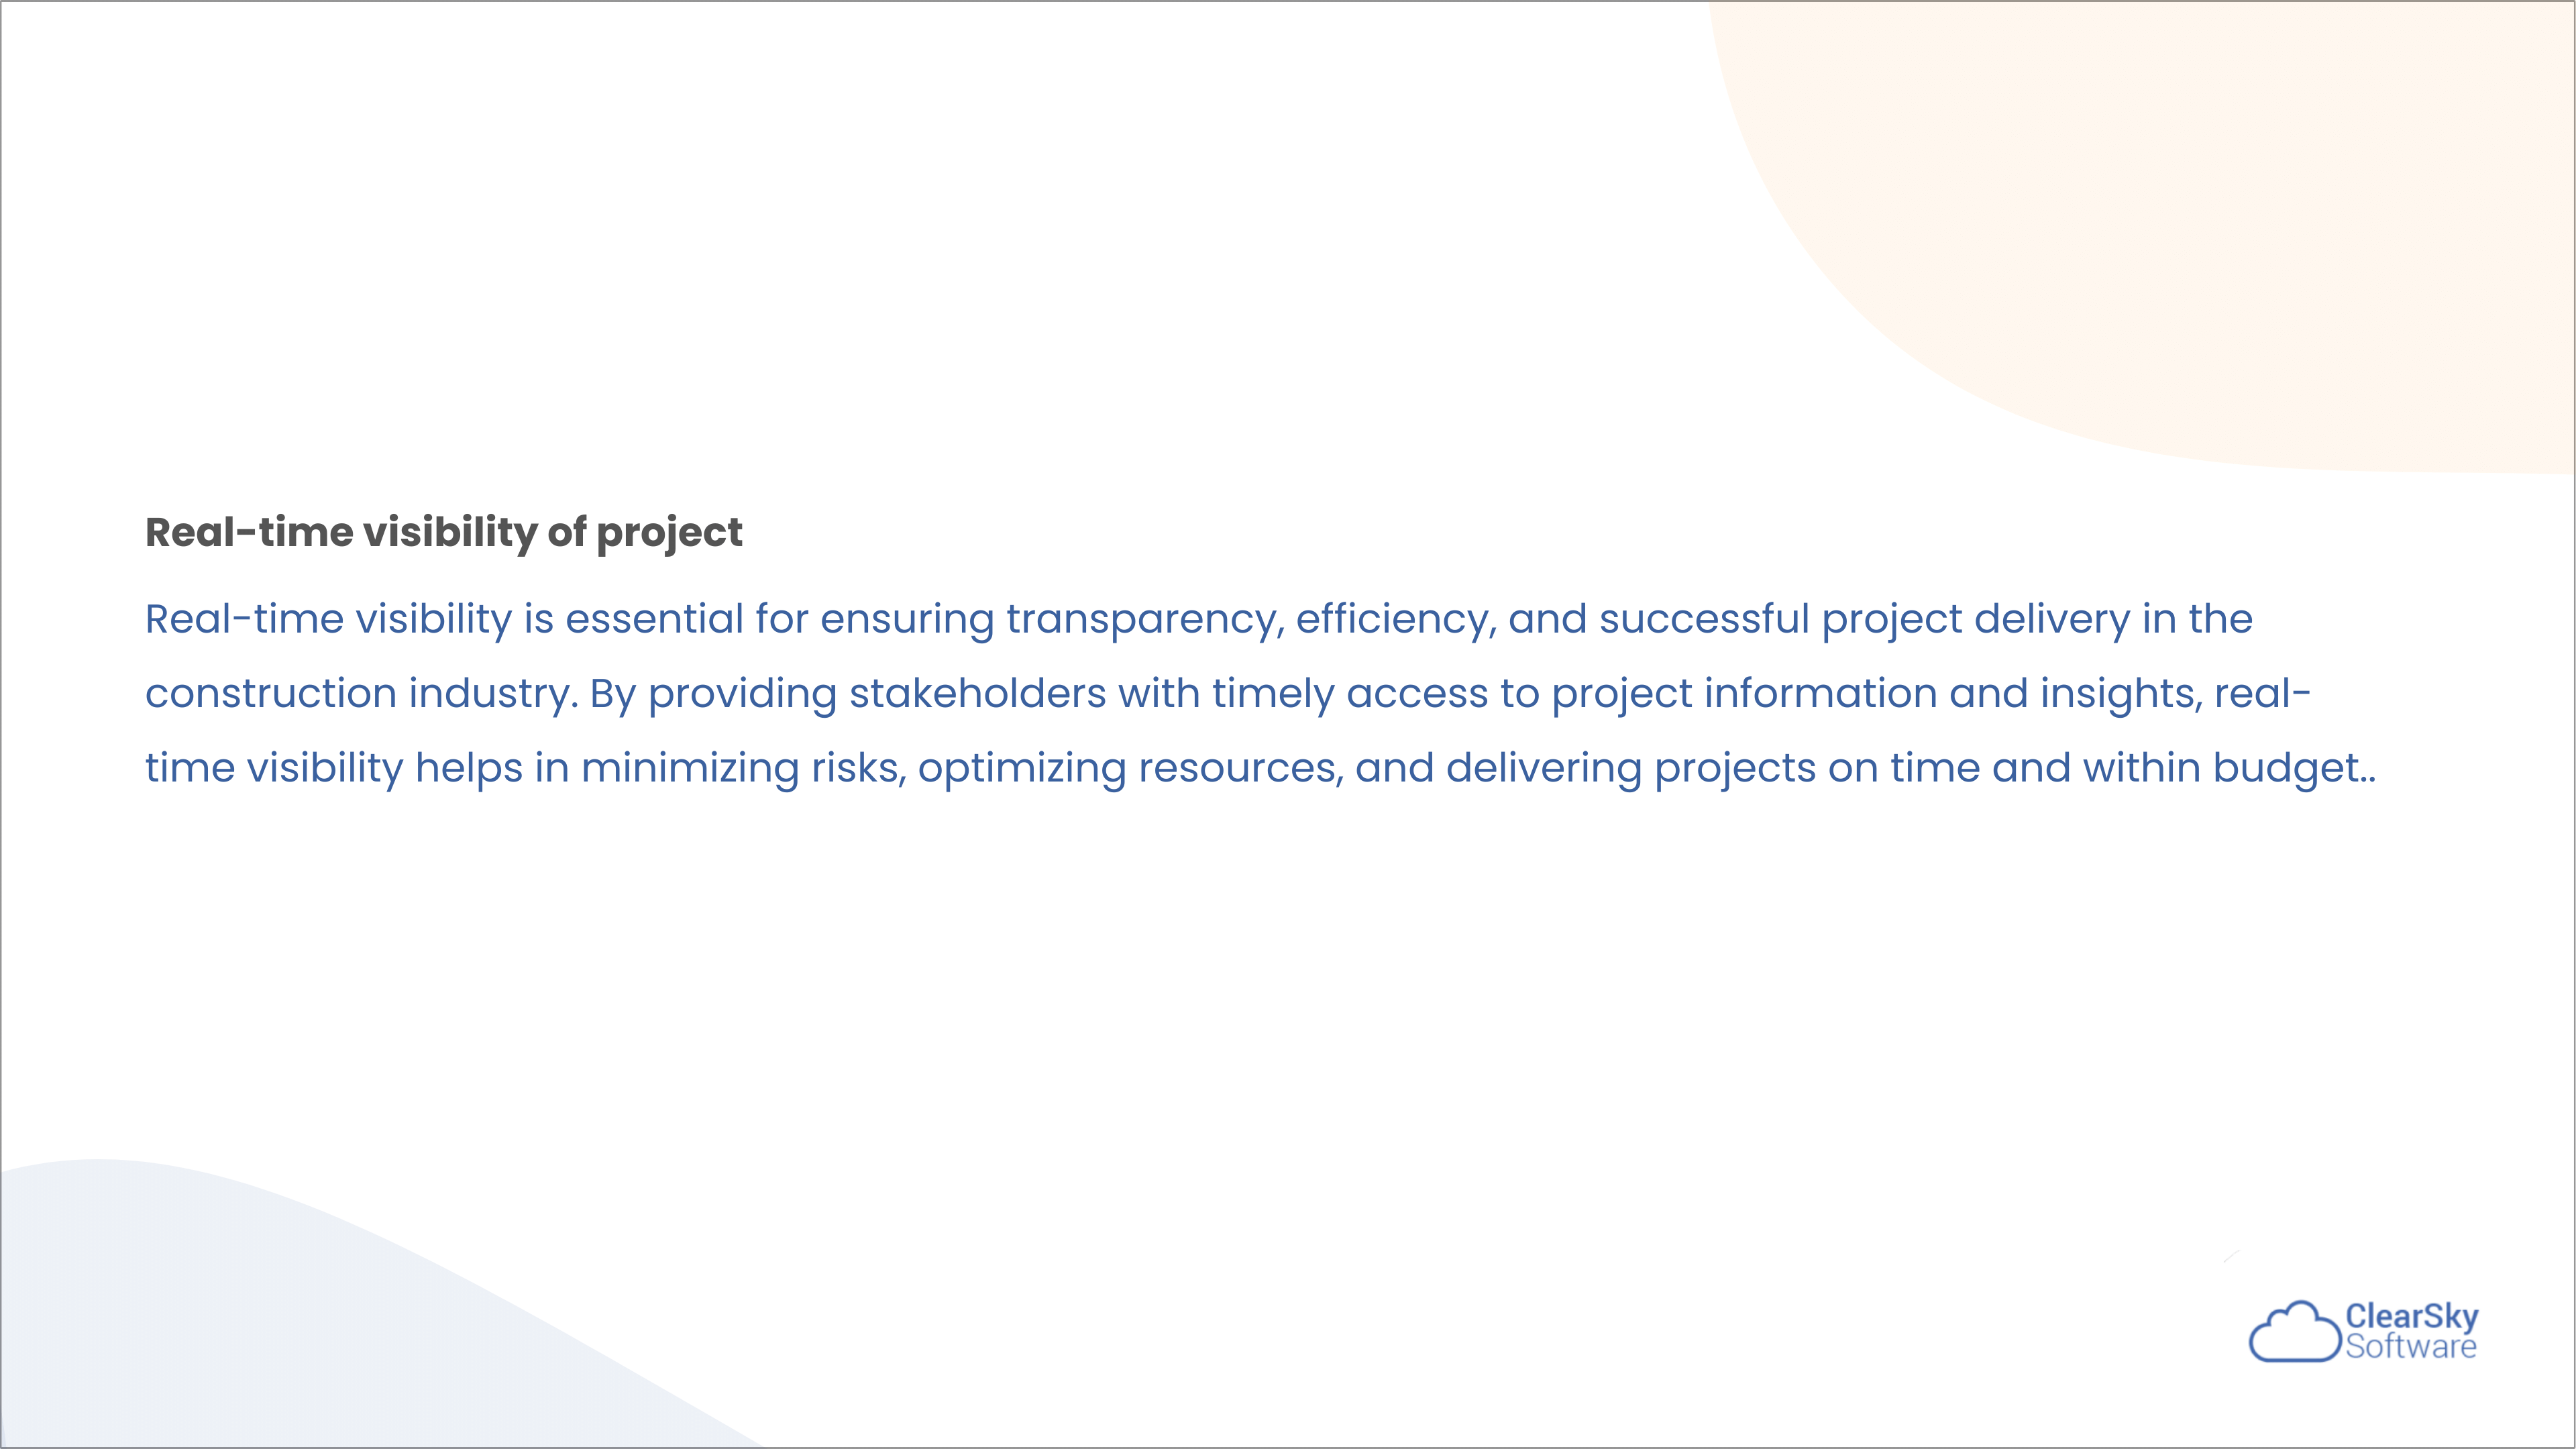 Real-time visibility of project
Real-time visibility is essential for ensuring transparency, efficiency, and successful project delivery in the
construction industry. By providing stakeholders with timely access to project information and insights, real-
time visibility helps in minimizing risks, optimizing resources, and delivering projects on time and within budget..
ClearSky
Software